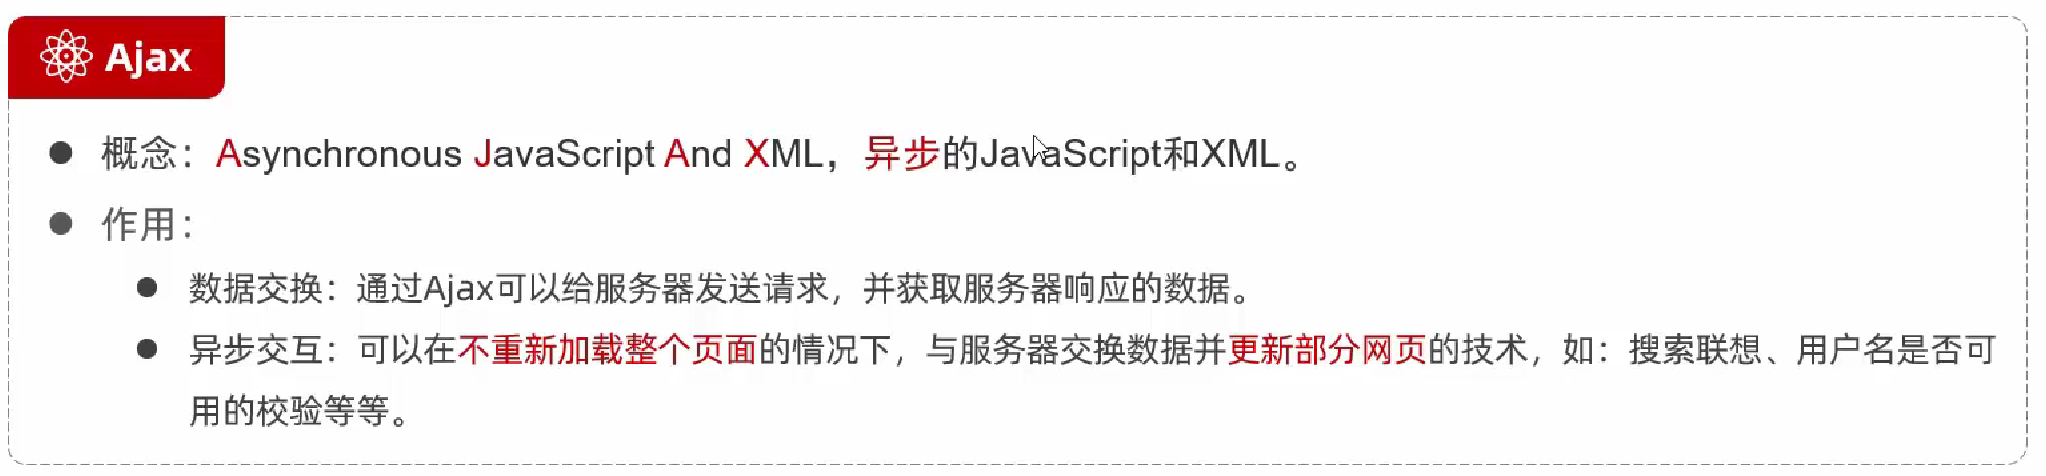 Ajax
概念：Asynchronous JavaScript And XML，异步的JavaScript和XML。
作用：
数据交换：通过Ajax可以给服务器发送请求，并获取服务器响应的数据。
异步交互：可以在不重新加载整个页面的情况下，与服务器交换数据并更新部分网页的技术，如：搜索联想、用户名是否可
用的校验等等。